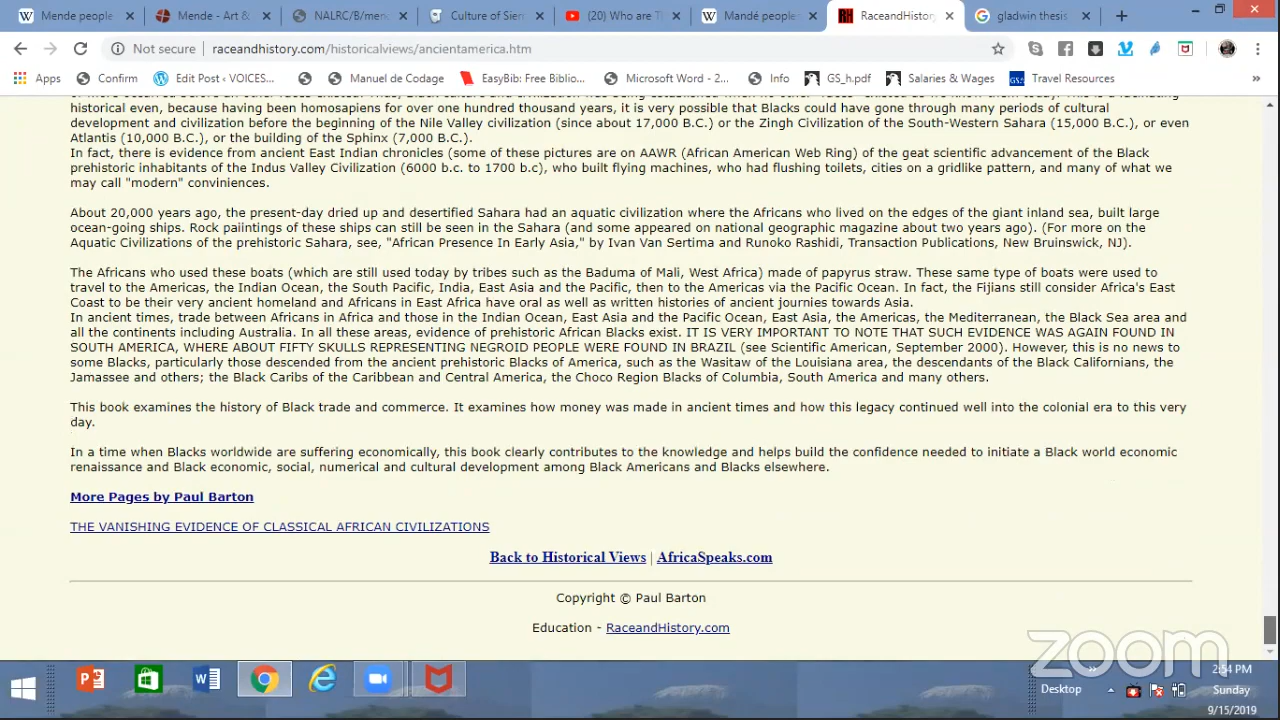 Mende people
Mende - Art &
NALRC/B/menc
Culture of Sierr
(20) Who are Th
Mandé peoples
RaceandHistory
gladwin thesis
Not secure | raceandhistory.com/historicalviews/ancientamerica.htm
Apps Confirm Edit Post ‹ VOICES... Manuel de Codage EasyBib: Free Biblio... Microsoft Word - 2... Info GS_h.pdf Salaries & Wages GSA Travel Resources
historical even, because having been homosapiens for over one hundred thousand years, it is very possible that Blacks could have gone through many periods of cultural
development and civilization before the beginning of the Nile Valley civilization (since about 17,000 B.C.) or the Zingh Civilization of the South-Western Sahara (15,000 B.C.), or even
Atlantis (10,000 B.C.), or the building of the Sphinx (7,000 B.C.).
In fact, there is evidence from ancient East Indian chronicles (some of these pictures are on AAWR (African American Web Ring) of the geat scientific advancement of the Black
prehistoric inhabitants of the Indus Valley Civilization (6000 b.c. to 1700 b.c), who built flying machines, who had flushing toilets, cities on a gridlike pattern, and many of what we
may call "modern" conviniences.
About 20,000 years ago, the present-day dried up and desertified Sahara had an aquatic civilization where the Africans who lived on the edges of the giant inland sea, built large
ocean-going ships. Rock paiintings of these ships can still be seen in the Sahara (and some appeared on national geographic magazine about two years ago). (For more on the
Aquatic Civilizations of the prehistoric Sahara, see, "African Presence In Early Asia," by Ivan Van Sertima and Runoko Rashidi, Transaction Publications, New Bruinswick, NJ).
The Africans who used these boats (which are still used today by tribes such as the Baduma of Mali, West Africa) made of papyrus straw. These same type of boats were used to
travel to the Americas, the Indian Ocean, the South Pacific, India, East Asia and the Pacific, then to the Americas via the Pacific Ocean. In fact, the Fijians still consider Africa's East
Coast to be their very ancient homeland and Africans in East Africa have oral as well as written histories of ancient journies towards Asia.
In ancient times, trade between Africans in Africa and those in the Indian Ocean, East Asia and the Pacific Ocean, East Asia, the Americas, the Mediterranean, the Black Sea area and
all the continents including Australia. In all these areas, evidence of prehistoric African Blacks exist. IT IS VERY IMPORTANT TO NOTE THAT SUCH EVIDENCE WAS AGAIN FOUND IN
SOUTH AMERICA, WHERE ABOUT FIFTY SKULLS REPRESENTING NEGROID PEOPLE WERE FOUND IN BRAZIL (see Scientific American, September 2000). However, this is no news to
some Blacks, particularly those descended from the ancient prehistoric Blacks of America, such as the Wasitaw of the Louisiana area, the descendants of the Black Californians, the
Jamassee and others; the Black Caribs of the Caribbean and Central America, the Choco Region Blacks of Columbia, South America and many others.
This book examines the history of Black trade and commerce. It examines how money was made in ancient times and how this legacy continued well into the colonial era to this very
day.
In a time when Blacks worldwide are suffering economically, this book clearly contributes to the knowledge and helps build the confidence needed to initiate a Black world economic
renaissance and Black economic, social, numerical and cultural development among Black Americans and Blacks elsewhere.
More Pages by Paul Barton
THE VANISHING EVIDENCE OF CLASSICAL AFRICAN CIVILIZATIONS
Back to Historical Views | AfricaSpeaks.com
Copyright © Paul Barton
Education - RaceandHistory.com
zoom
Desktop
2:54 PM
Sunday
9/15/2019